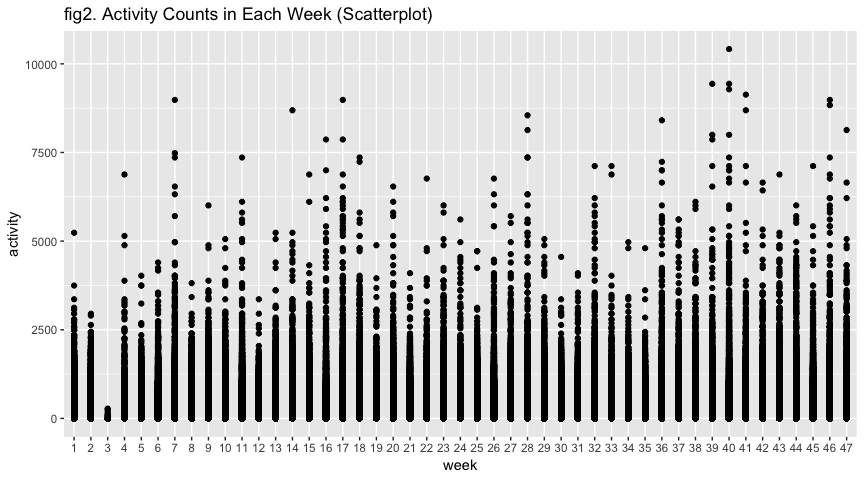 fig2. Activity Counts in Each Week (Scatterplot)
10000
7500
activity
5000
2500
0
1 2 3 4 5 6 7 8 9 10 11 12 13 14 15 16 17 18 19 20 21 22 23 24 25 26 27 28 29 30 31 32 33 34 35 36 37 38 39 40 41 42 43 44 45 46 47
week